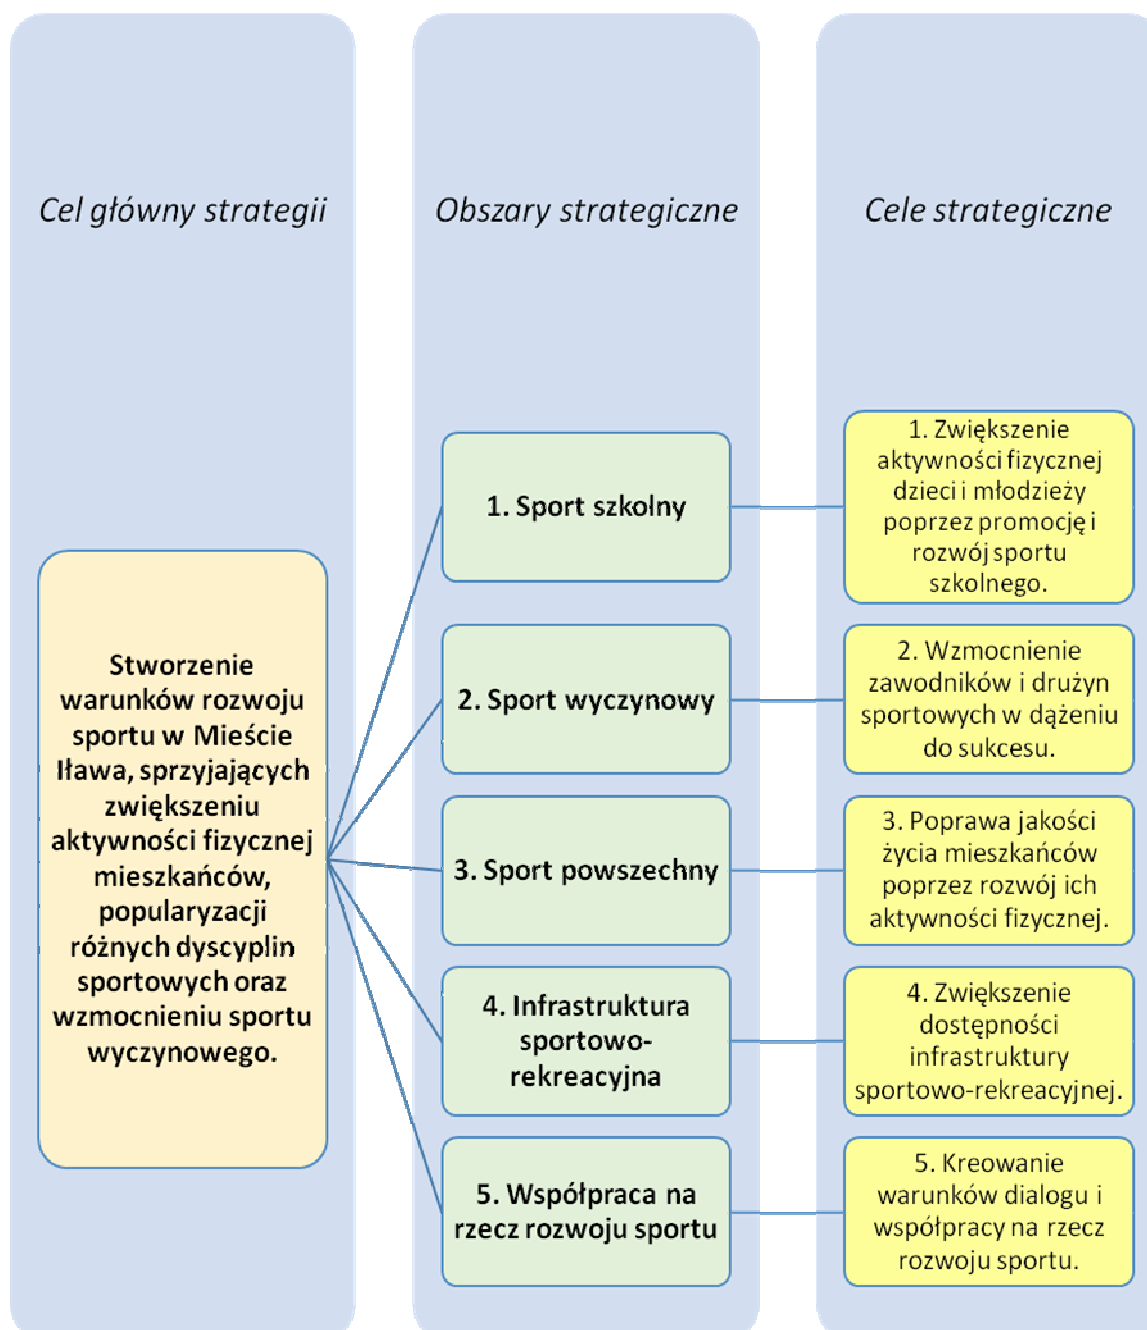 Cel główny strategii
Obszary strategiczne
Cele strategiczne
Stworzenie
warunków rozwoju
sportu w Mieście
Iława, sprzyjających
zwiększeniu
aktywności fizycznej
mieszkańców,
popularyzacji
różnych dyscyplin
sportowych oraz
wzmocnieniu sportu
wyczynowego.
1. Sport szkolny
2. Sport wyczynowy
3. Sport powszechny
4. Infrastruktura
sportowo-
rekreacyjna
5. Współpraca na
rzecz rozwoju sportu
1. Zwiększenie
aktywności fizycznej
dzieci i młodzieży
poprzez promocję i
rozwój sportu
szkolnego.
2. Wzmocnienie
zawodników i drużyn
sportowych w dążeniu
do sukcesu.
3. Poprawa jakości
życia mieszkańców
poprzez rozwój ich
aktywności fizycznej.
4. Zwiększenie
dostępności
infrastruktury
sportowo-rekreacyjnej.
5. Kreowanie
warunków dialogu i
współpracy na rzecz
rozwoju sportu.